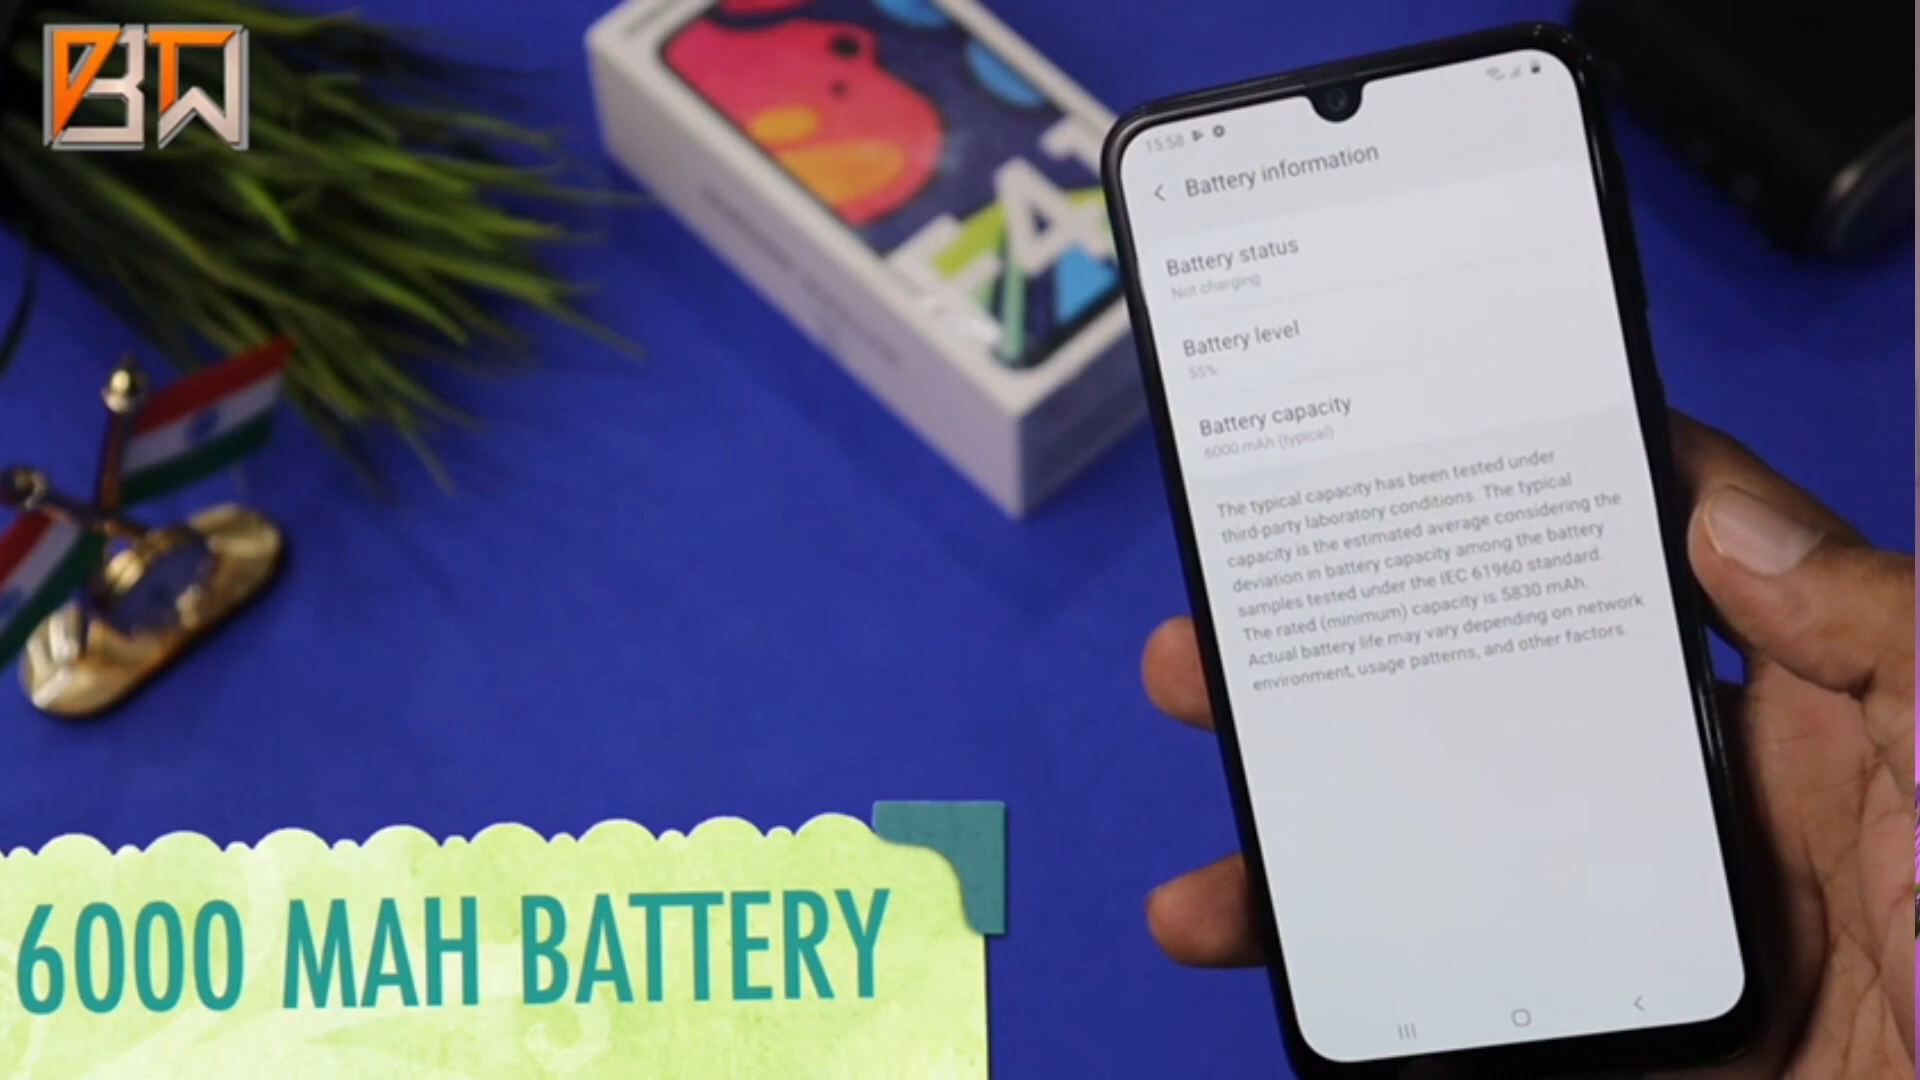 BTW
F41
15:58
Battery information
Battery status
Not charging
Battery level
55%
Battery capacity
6000 mAh (typical)
The typical capacity has been tested under
third-party laboratory conditions. The typical
capacity is the estimated average considering the
deviation in battery capacity among the battery
samples tested under the IEC 61960 standard.
The rated (minimum) capacity is 5830 mAh.
Actual battery life may vary depending on network
environment, usage patterns, and other factors.
6000 MAH BATTERY